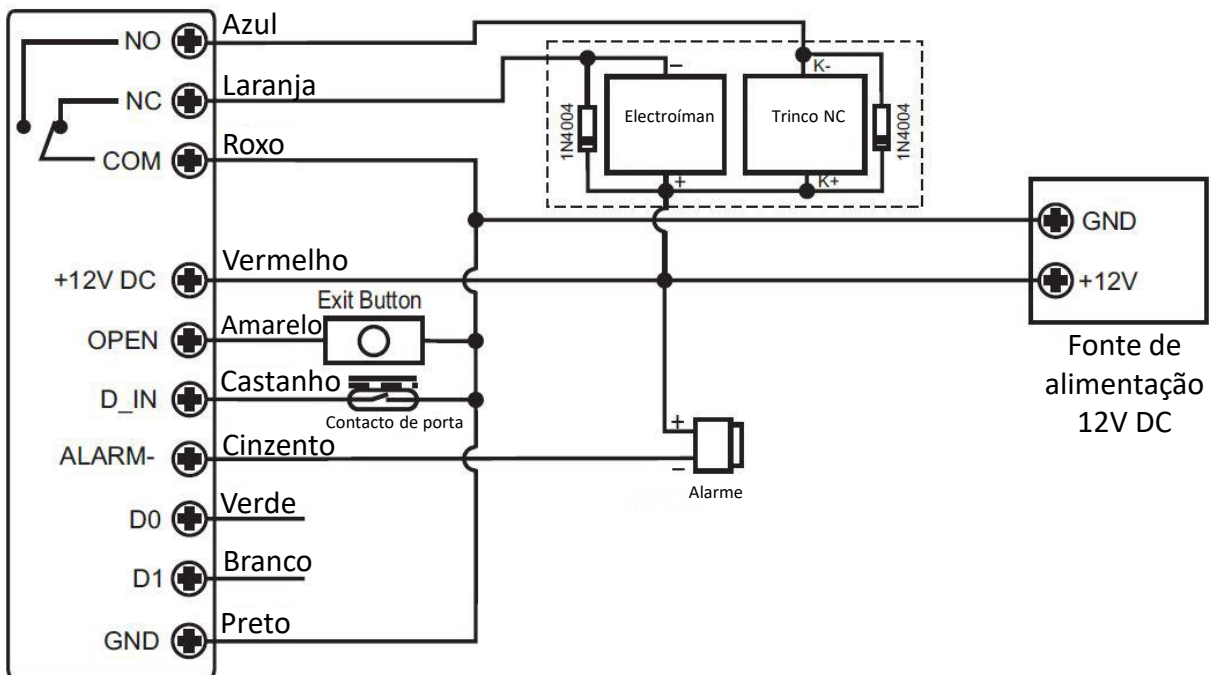 NO
Azul
NC
Laranja
COM
Roxo
+12V DC
Vermelho
OPEN
Amarelo
Exit Button
D_IN
Castanho
Contacto de porta
ALARM-
Cinzento
D0
Verde
D1
Branco
GND
Preto
1N4004
−
Electroíman
+
K-
Trinco NC
K+
1N4004
+
−
Alarme
GND
+12V
Fonte de
alimentação
12V DC